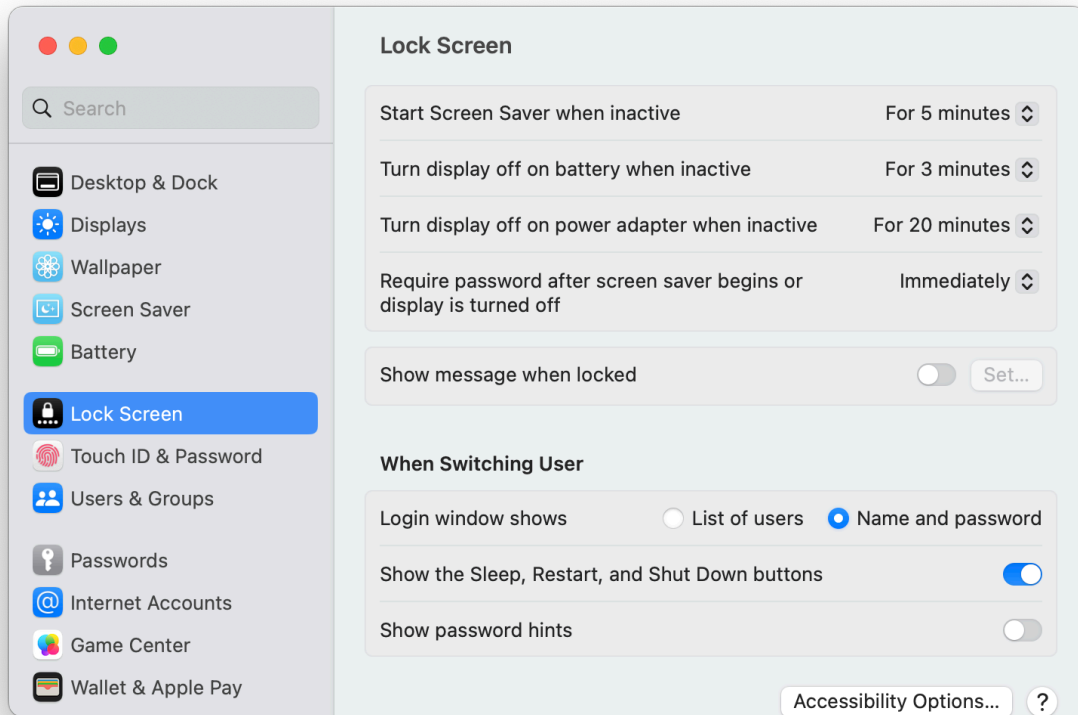 Search
Desktop & Dock
Displays
Wallpaper
Screen Saver
Battery
Lock Screen
Touch ID & Password
Users & Groups
Passwords
Internet Accounts
Game Center
Wallet & Apple Pay
Lock Screen
Start Screen Saver when inactive For 5 minutes
Turn display off on battery when inactive For 3 minutes
Turn display off on power adapter when inactive For 20 minutes
Require password after screen saver begins or Immediately
display is turned off
Show message when locked Set...
When Switching User
Login window shows List of users Name and password
Show the Sleep, Restart, and Shut Down buttons
Show password hints
Accessibility Options... ?